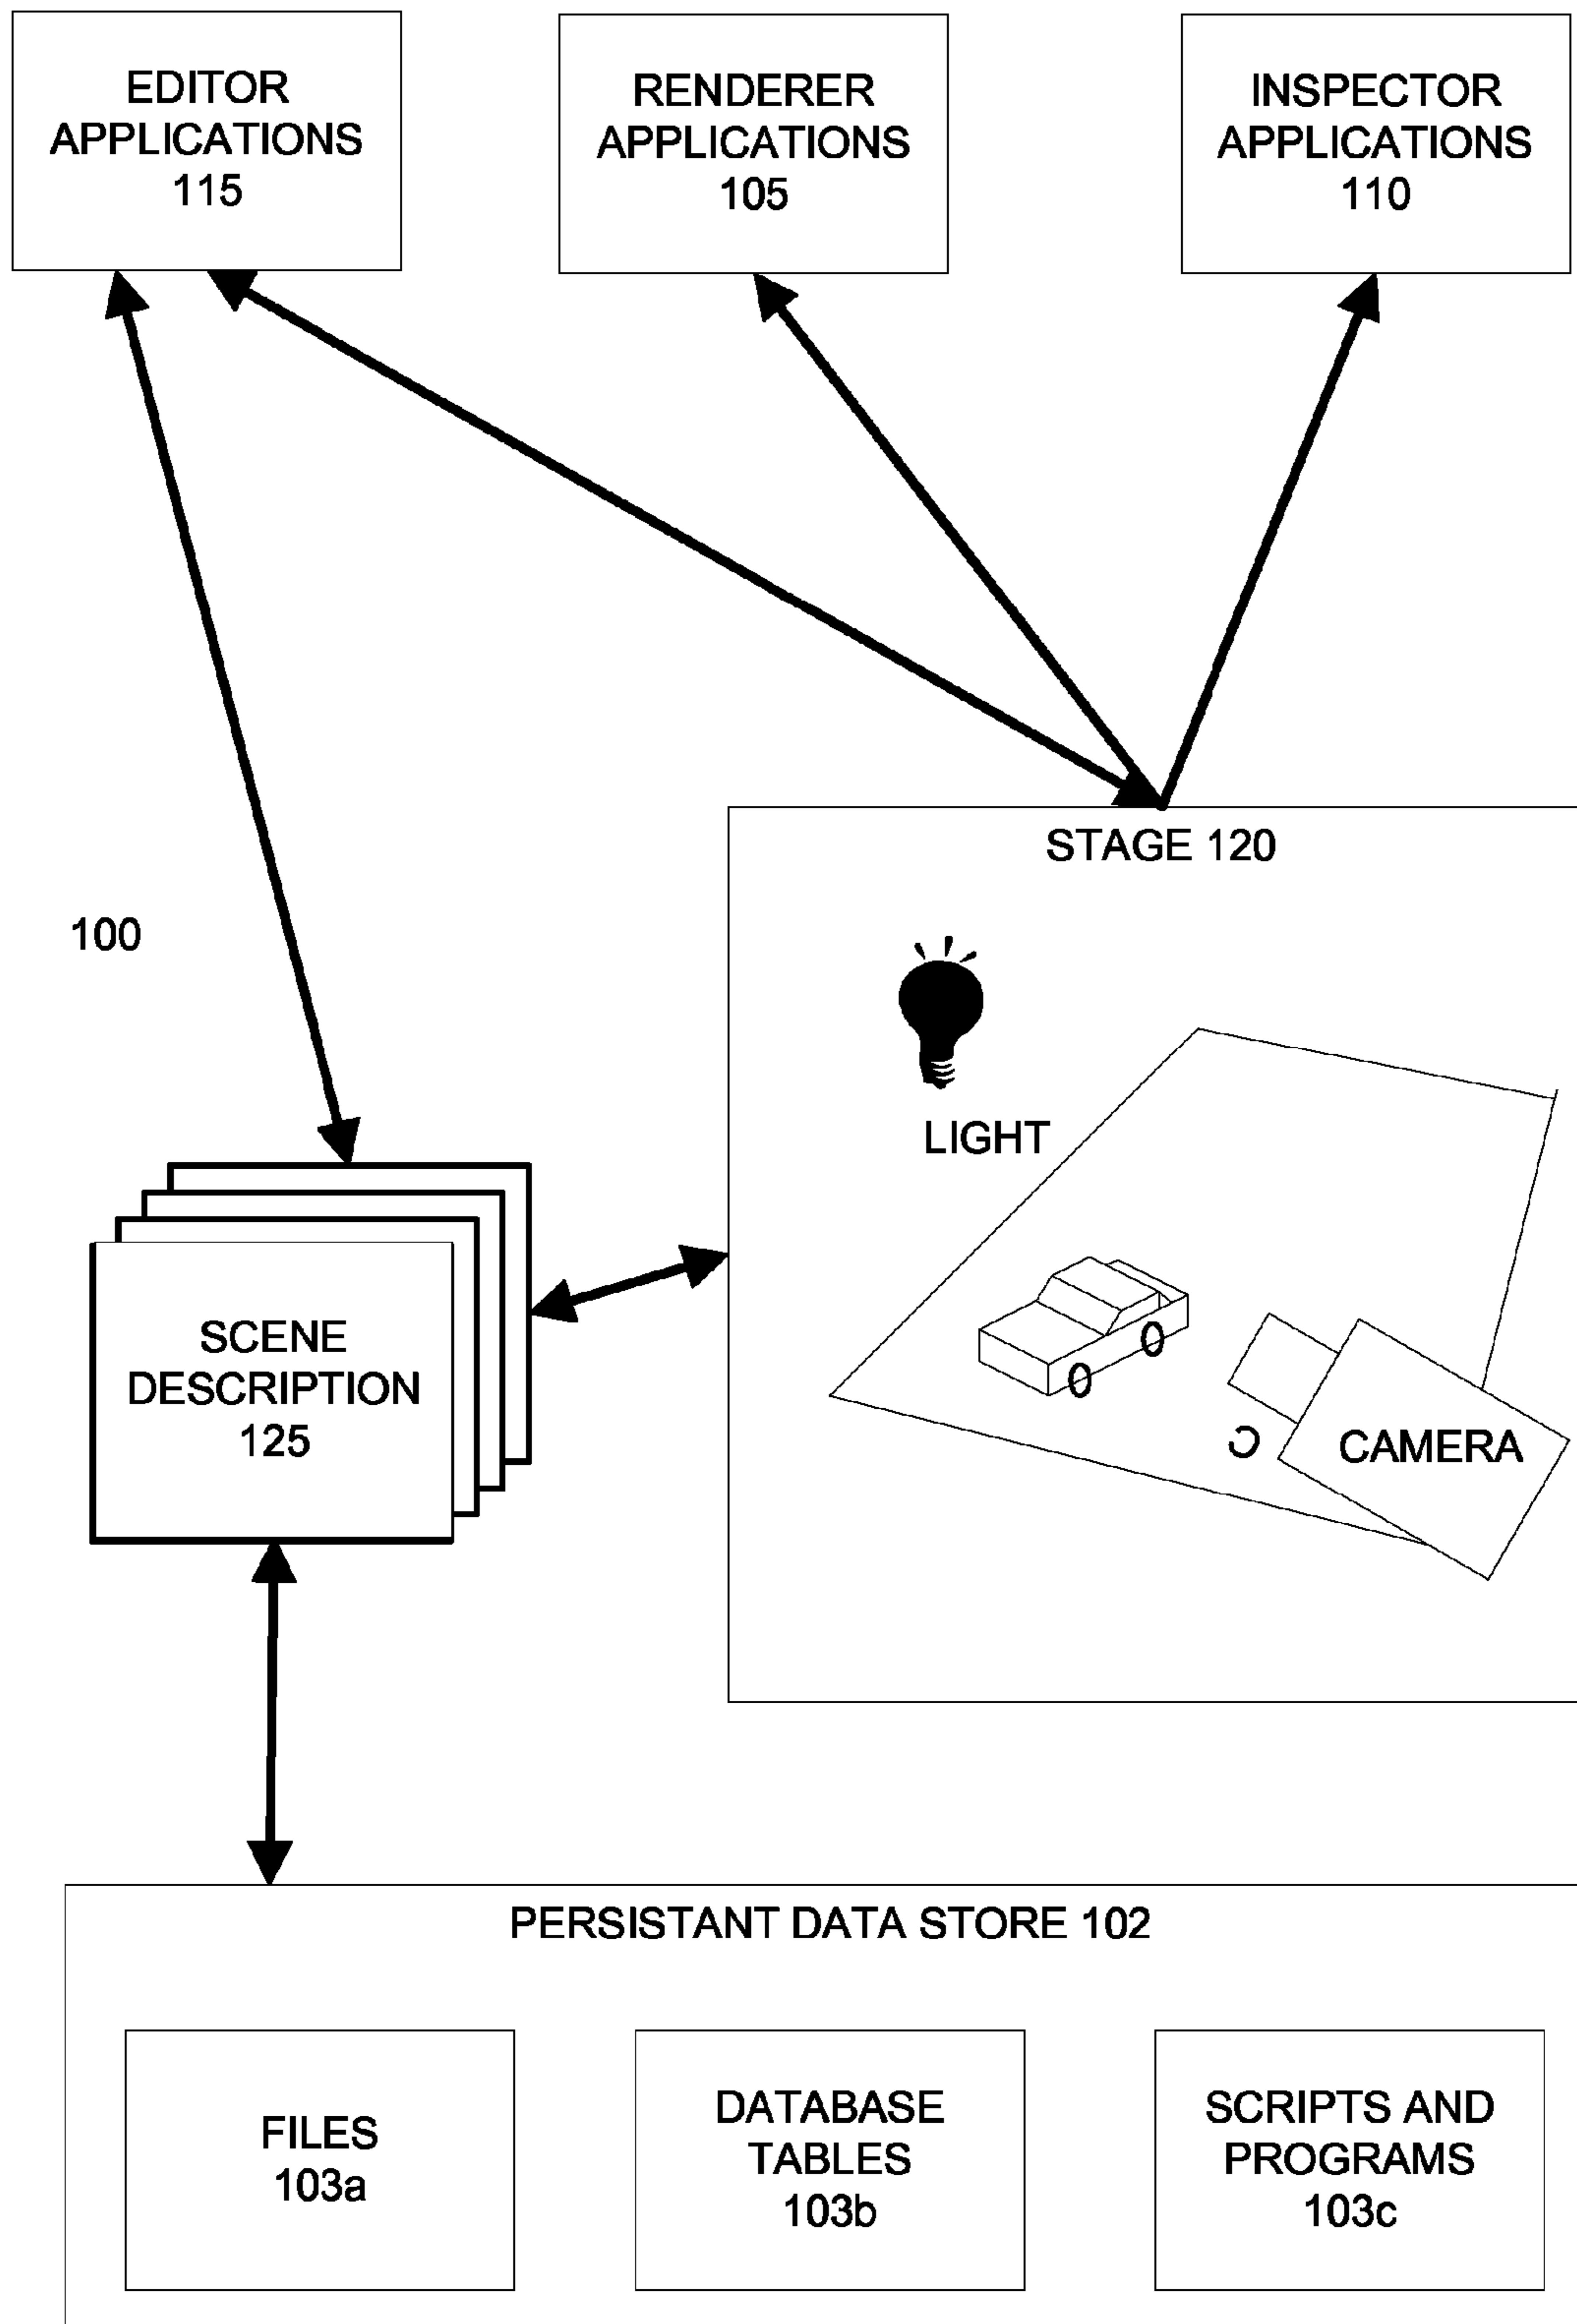 EDITOR
APPLICATIONS
115
RENDERER
APPLICATIONS
105
INSPECTOR
APPLICATIONS
110
STAGE 120
100
LIGHT
CAMERA
SCENE
DESCRIPTION
125
PERSISTANT DATA STORE 102
FILES
103a
DATABASE
TABLES
103b
SCRIPTS AND
PROGRAMS
103c